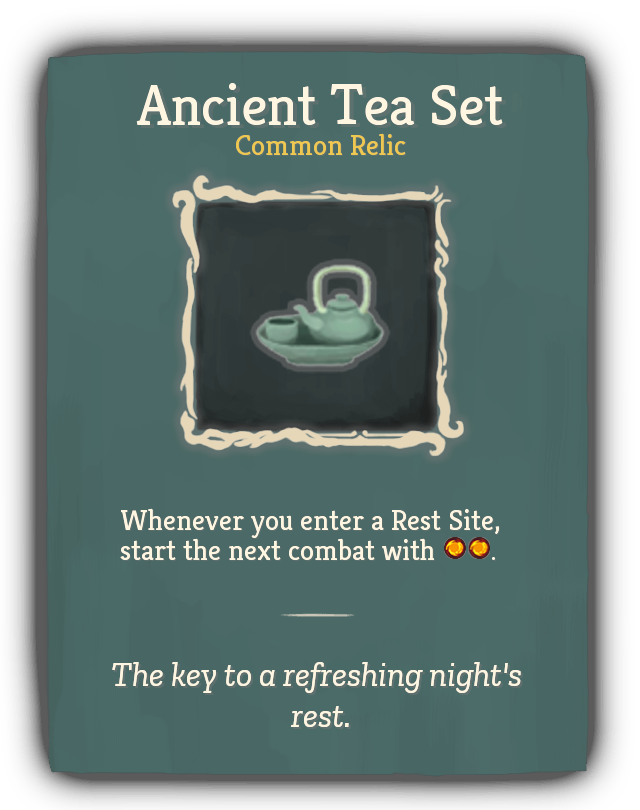 Ancient Tea Set
Common Relic
Whenever you enter a Rest Site,
start the next combat with .
The key to a refreshing night's
rest.